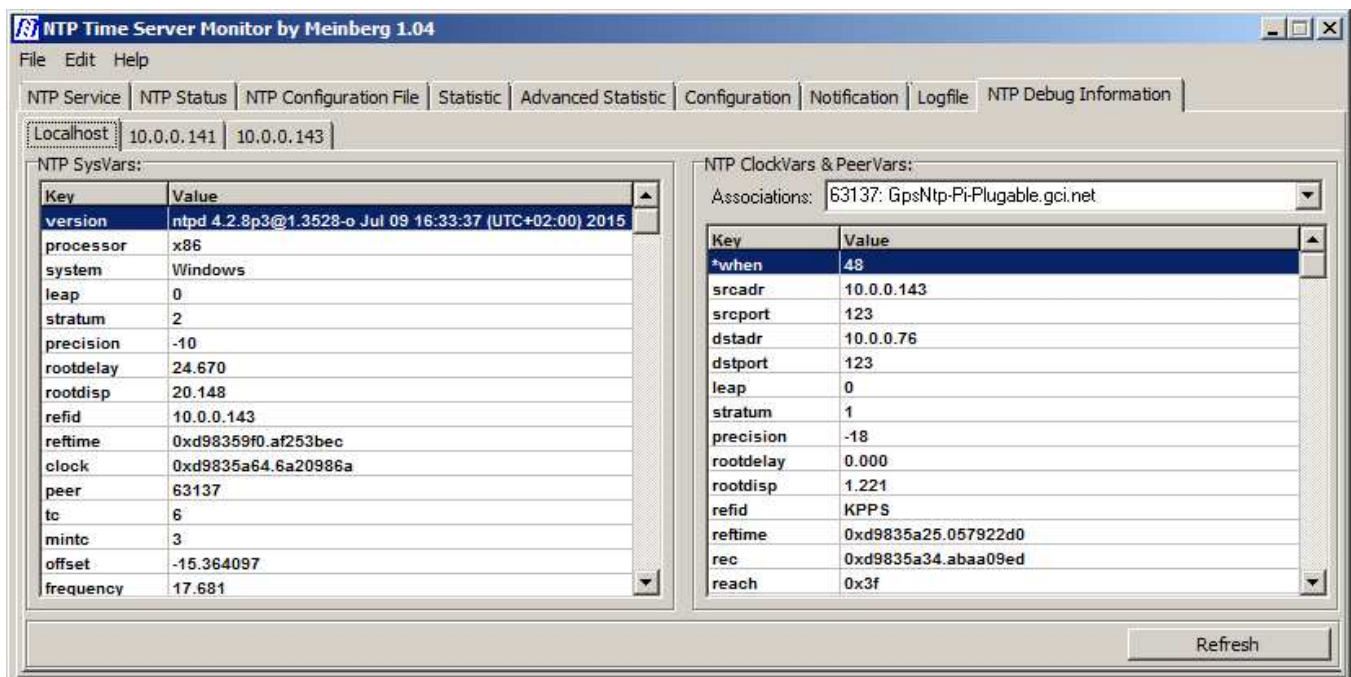 NTP Time Server Monitor by Meinberg 1.04
File Edit Help
NTP Service NTP Status NTP Configuration File Statistic Advanced Statistic Configuration Notification Logfile NTP Debug Information
Localhost 10.0.0.141 10.0.0.143
NTP SysVars:
Key Value
version ntpd 4.2.8p3@1.3528-o Jul 09 16:33:37 (UTC+02:00) 2015
processor x86
system Windows
leap 0
stratum 2
precision -10
rootdelay 24.670
rootdisp 20.148
refid 10.0.0.143
reftime 0xd98359f0.af253bec
clock 0xd9835a64.6a20986a
peer 63137
tc 6
mintc 3
offset -15.364097
frequency 17.681
NTP ClockVars & PeerVars:
Associations: 63137: GpsNtp-Pi-Plugable.gci.net
Key Value
*when 48
srcadr 10.0.0.143
srcport 123
dstadr 10.0.0.76
dstport 123
leap 0
stratum 1
precision -18
rootdelay 0.000
rootdisp 1.221
refid KPPS
reftime 0xd9835a25.057922d0
rec 0xd9835a34.abaa09ed
reach 0x3f
Refresh